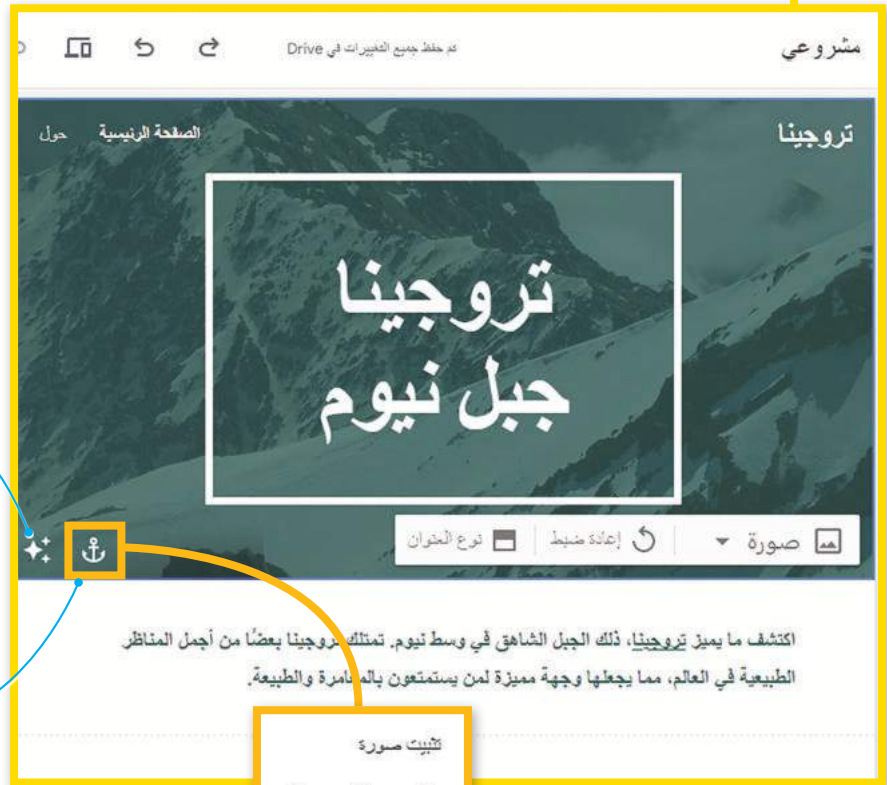 مشروعي
تم حفظ جميع التغييرات في Drive
تروجينا
الصفحة الرئيسية حول
تروجينا
جبل نيوم
صورة إعادة ضبط نوع العنوان
اكتشف ما يميز تروجينا، ذلك الجبل الشاهق في وسط نيوم. تمتلك تروجينا بعضًا من أجمل المناظر
الطبيعية في العالم، مما يجعلها وجهة مميزة لمن يستمتعون بالمغامرة والطبيعة.
تثبيت صورة